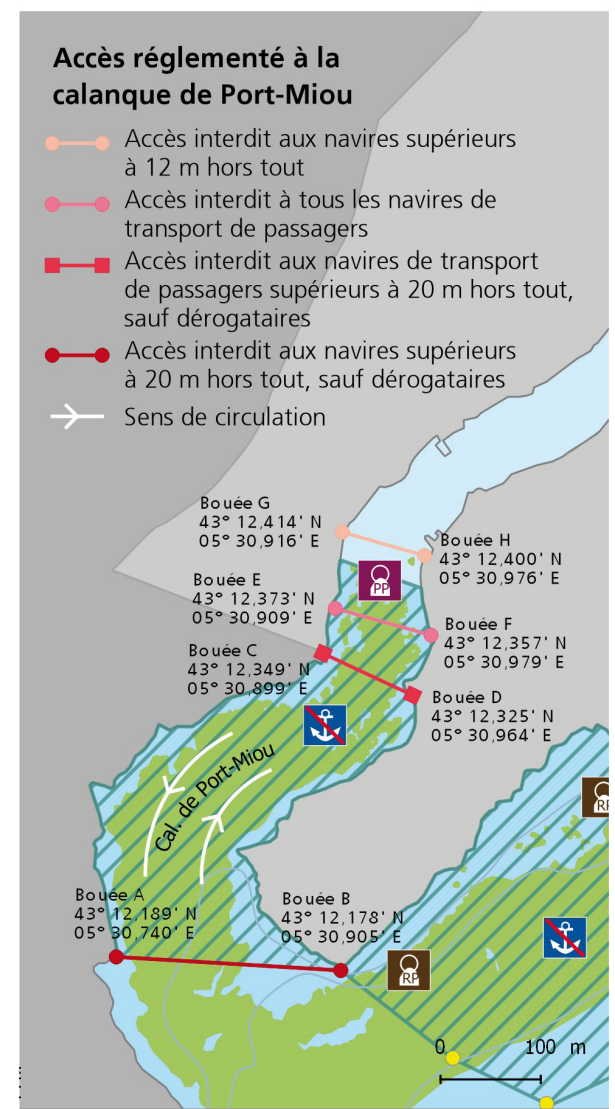 Accès réglementé à la
calanque de Port-Miou
Accès interdit aux navires supérieurs
à 12 m hors tout
Accès interdit à tous les navires de
transport de passagers
Accès interdit aux navires de transport
de passagers supérieurs à 20 m hors tout,
sauf dérogataires
Accès interdit aux navires supérieurs
à 20 m hors tout, sauf dérogataires
Sens de circulation
Bouée G
43° 12,414' N
05° 30,916' E
Bouée H
43° 12,400' N
05° 30,976' E
PP
Bouée E
43° 12,373' N
05° 30,909' E
Bouée F
43° 12,357' N
05° 30,979' E
Bouée C
43° 12,349' N
05° 30,899' E
Bouée D
43° 12,325' N
05° 30,964' E
Cal. de Port-Miou
RP
Bouée A
43° 12,189' N
05° 30,740' E
Bouée B
43° 12,178' N
05° 30,905' E
RP
0 100 m